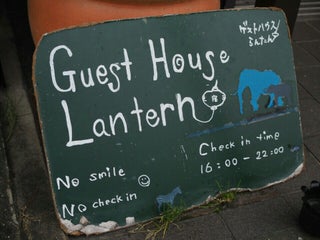 Guest House
ゲストハウス
らんたん
Lantern
Check in time
16:00-22:00
No smile
No check in